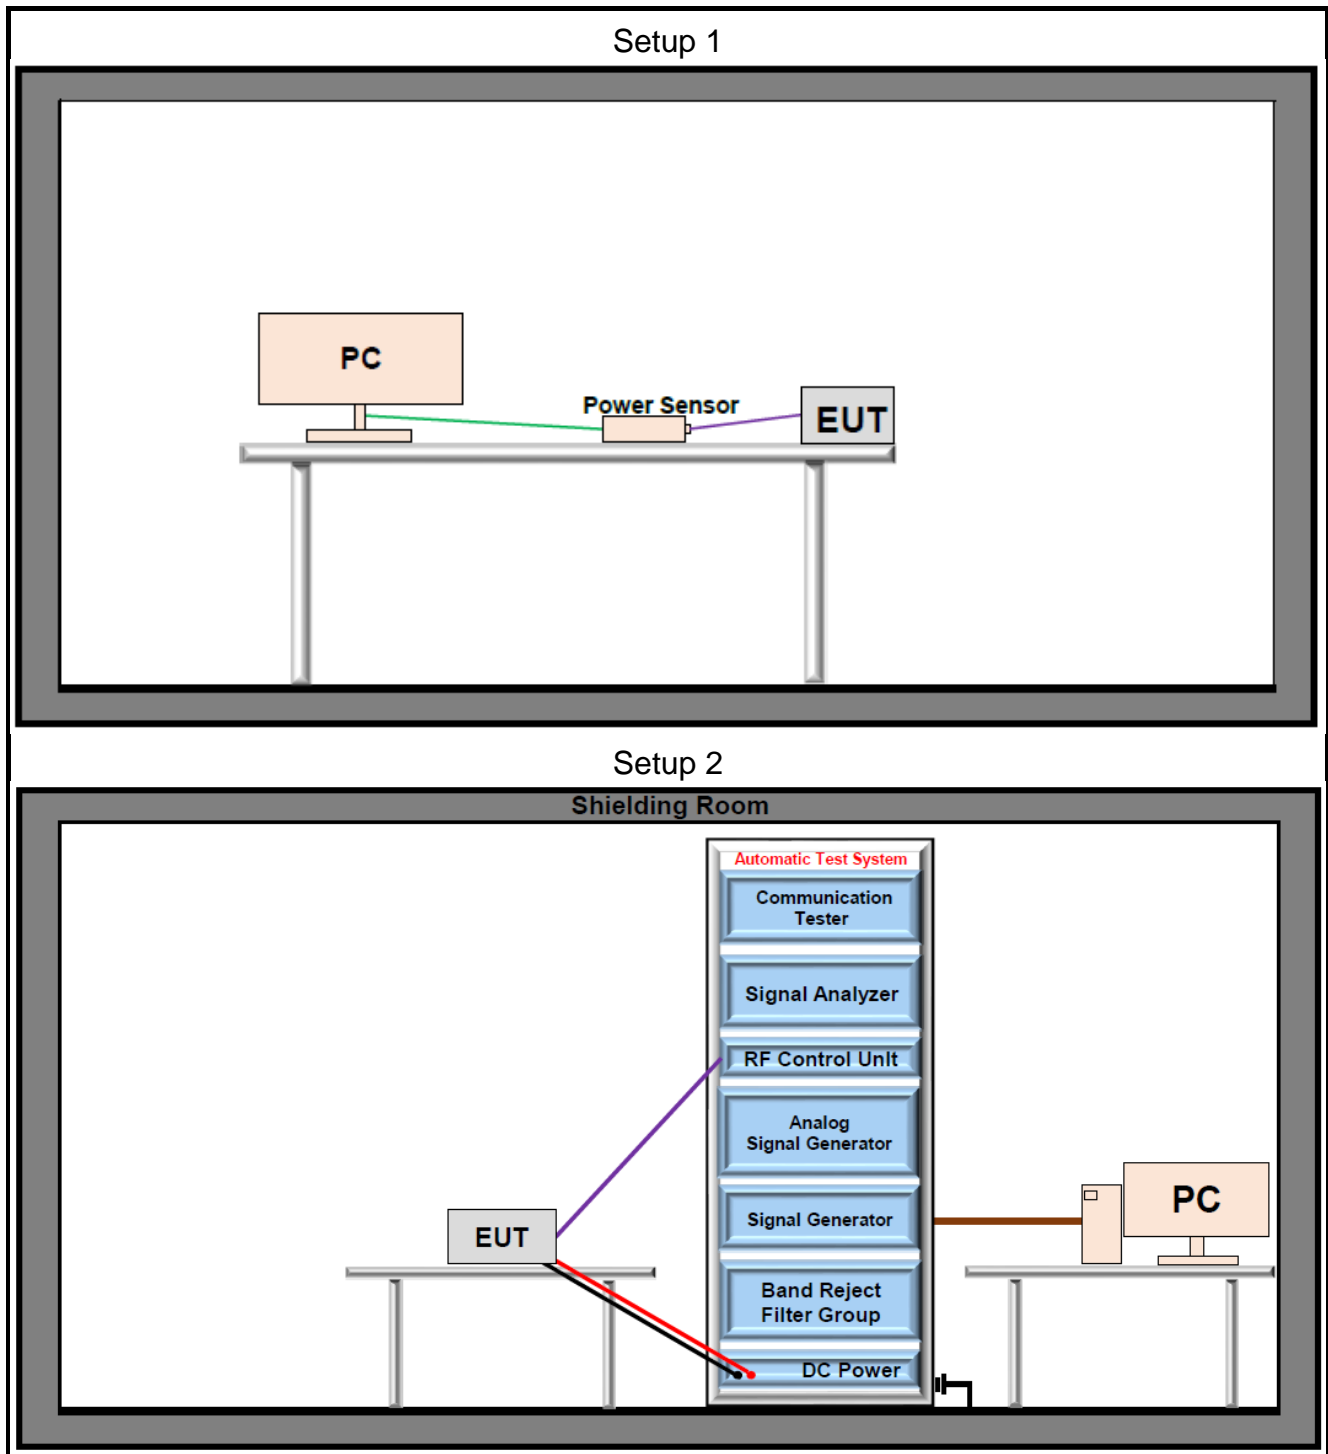 Setup 1
PC
Power Sensor
EUT
Setup 2
Shielding Room
Automatic Test System
Communication
Tester
Signal Analyzer
RF Control UnIt
Analog
Signal Generator
Signal Generator
Band Reject
Filter Group
DC Power
EUT
PC